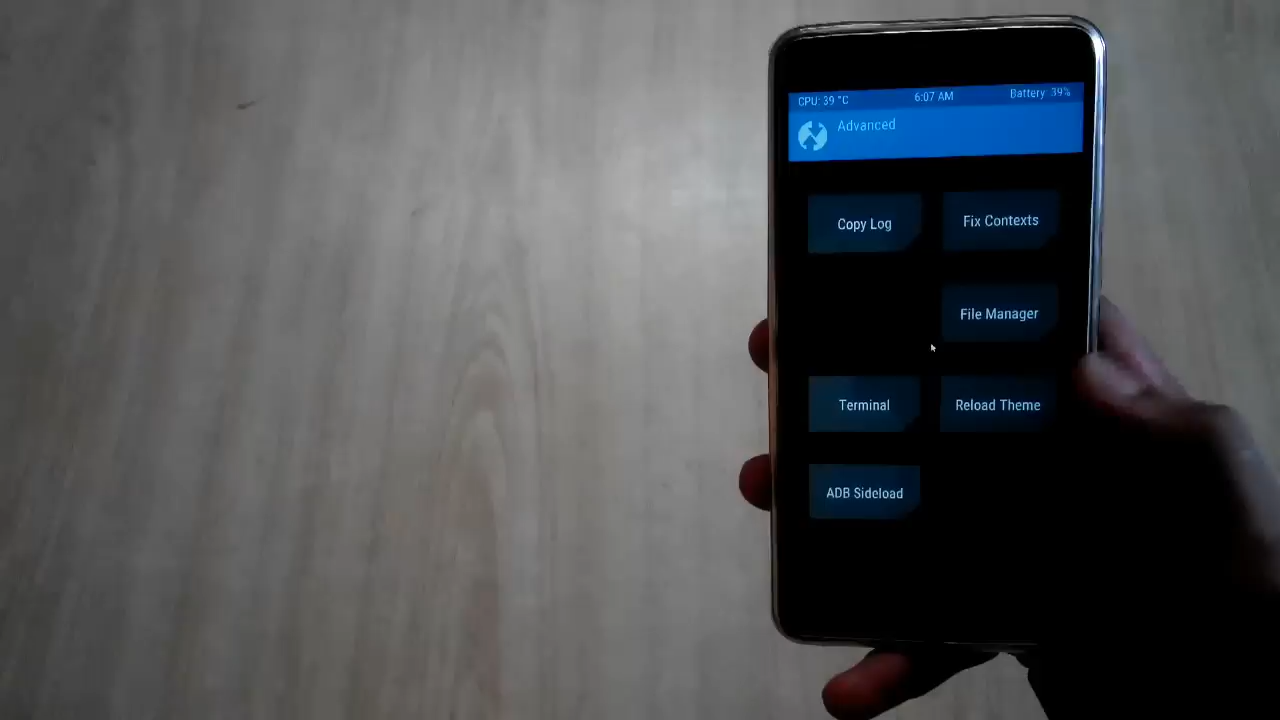 CPU: 39 °C 6:07 AM Battery 39%
Advanced
Copy Log Fix Contexts
File Manager
Terminal Reload Theme
ADB Sideload